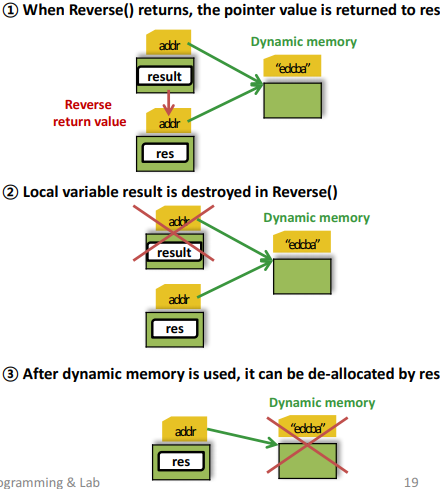 ① When Reverse() returns, the pointer value is returned to res
addr
Dynamic memory
"edcba"
result
Reverse
return value
addr
res
② Local variable result is destroyed in Reverse()
addr
Dynamic memory
"edcba"
result
addr
res
③ After dynamic memory is used, it can be de-allocated by res
Dynamic memory
addr
"edcba"
res
ogramming & Lab
19